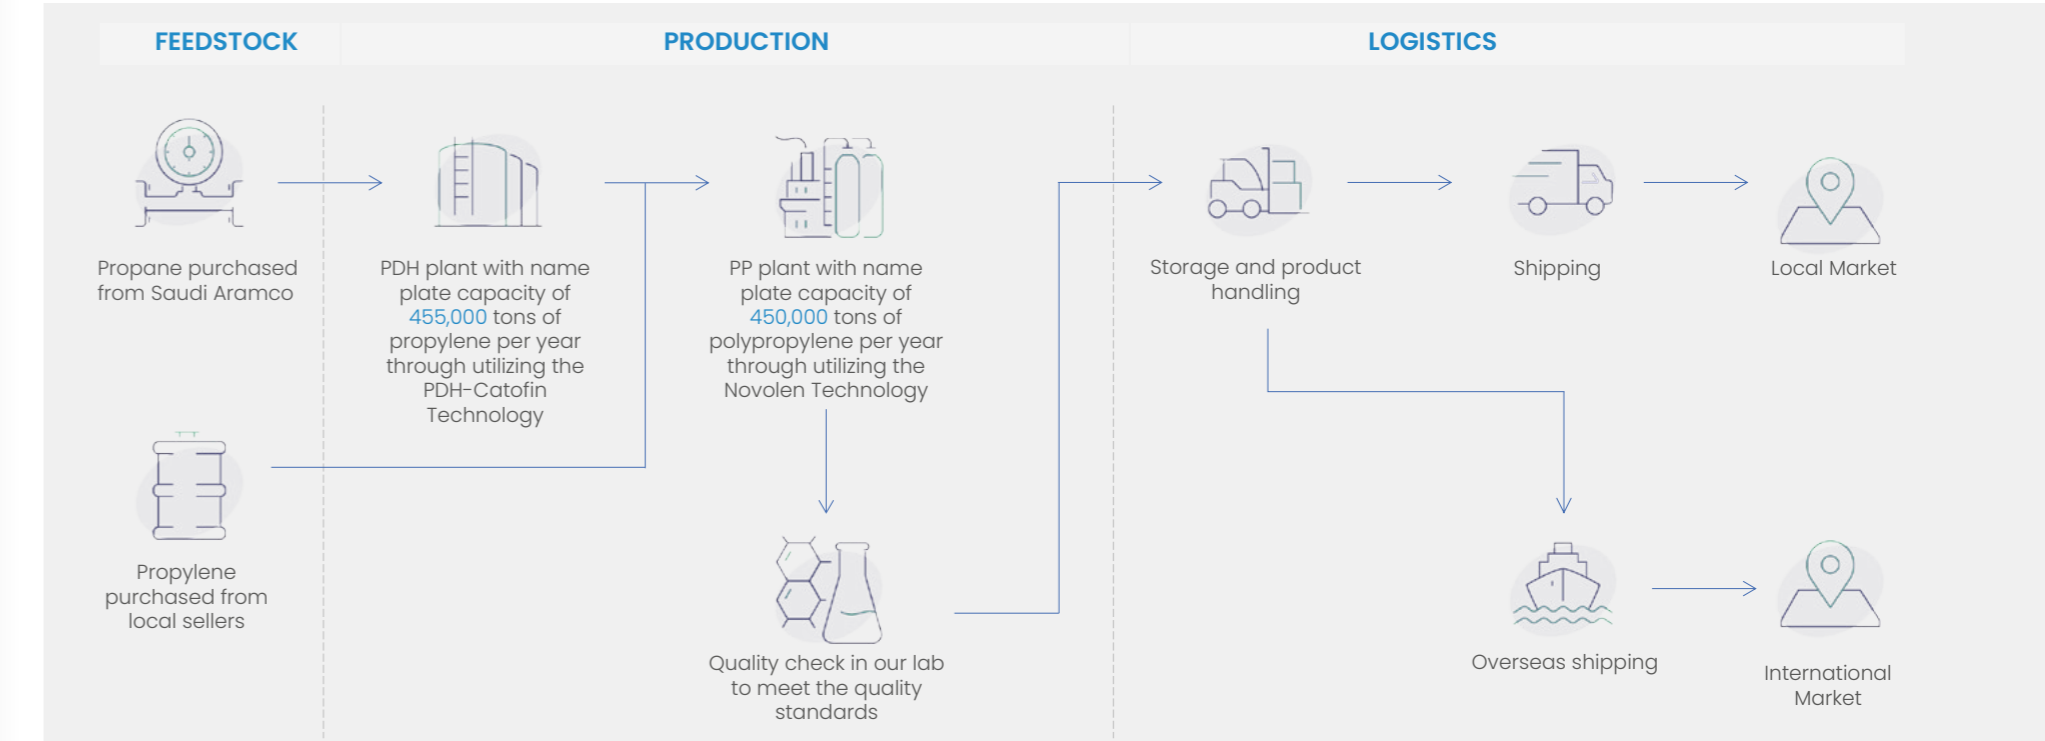 FEEDSTOCK
PRODUCTION
LOGISTICS
Propane purchased
from Saudi Aramco
PDH plant with name
plate capacity of
455,000 tons of
propylene per year
through utilizing the
PDH-Catofin
Technology
PP plant with name
plate capacity of
450,000 tons of
polypropylene per year
through utilizing the
Novolen Technology
Storage and product
handling
Shipping
Local Market
Propylene
purchased from
local sellers
Quality check in our lab
to meet the quality
standards
Overseas shipping
International
Market